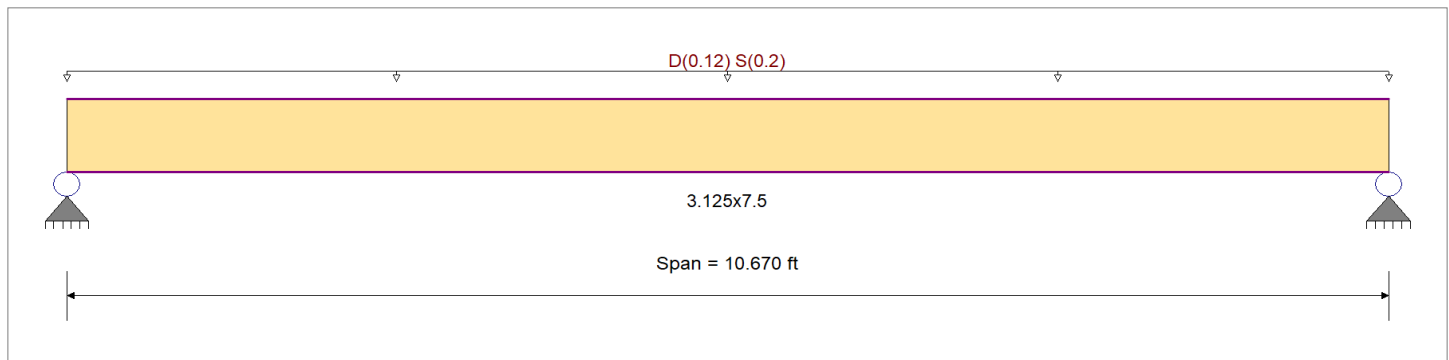 D(0.12) S(0.2)
3.125x7.5
Span = 10.670 ft